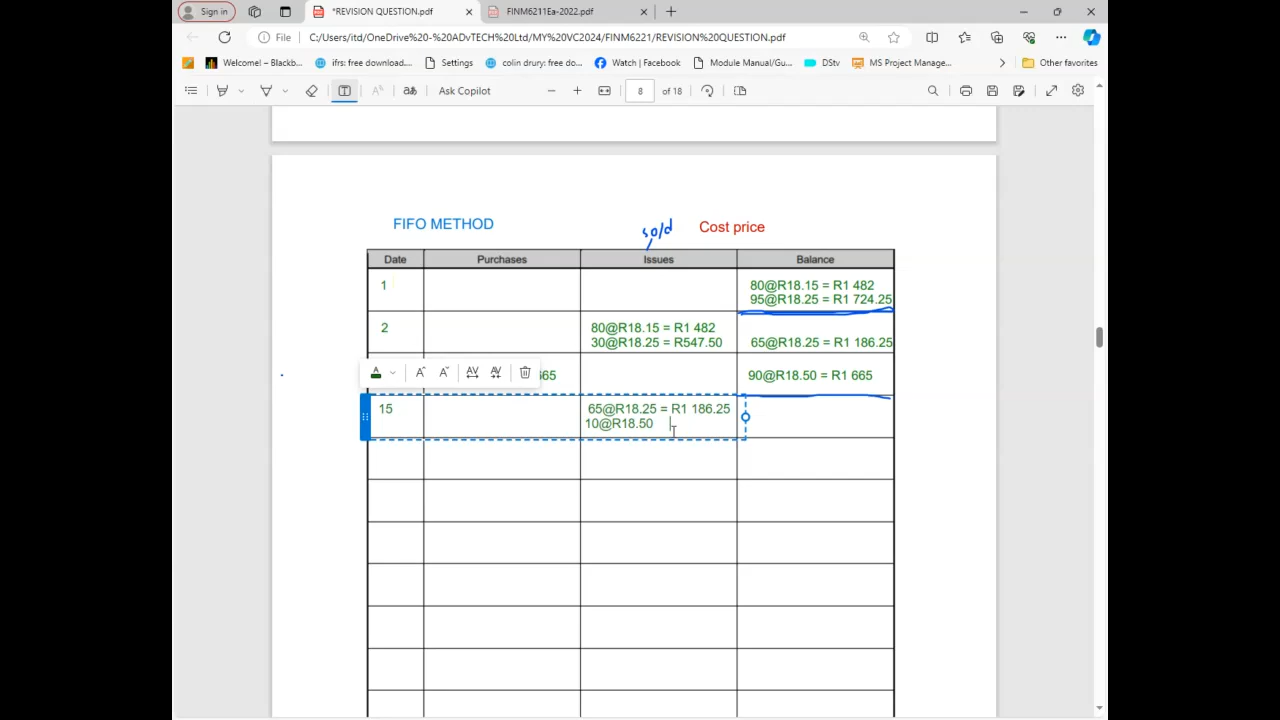 Sign in
*REVISION QUESTION.pdf
FINM6211Ea-2022.pdf
File
C:/Users/itd/OneDrive%20-%20ADvTECH%20Ltd/MY%20VC2024/FINM6221/REVISION%20QUESTION.pdf
Welcome! – Blackb...
ifrs: free download....
Settings
colin drury: free do...
Watch | Facebook
Module Manual/Gu...
DStv
MS Project Manage...
Other favorites
Ask Copilot
8 of 18
FIFO METHOD
sold
Cost price
Date Purchases Issues Balance
1 80@R18.15 = R1 482
95@R18.25 = R1 724.25
2 80@R18.15 = R1 482
30@R18.25 = R547.50 65@R18.25 = R1 186.25
665 90@R18.50 = R1 665
15 65@R18.25 = R1 186.25
10@R18.50